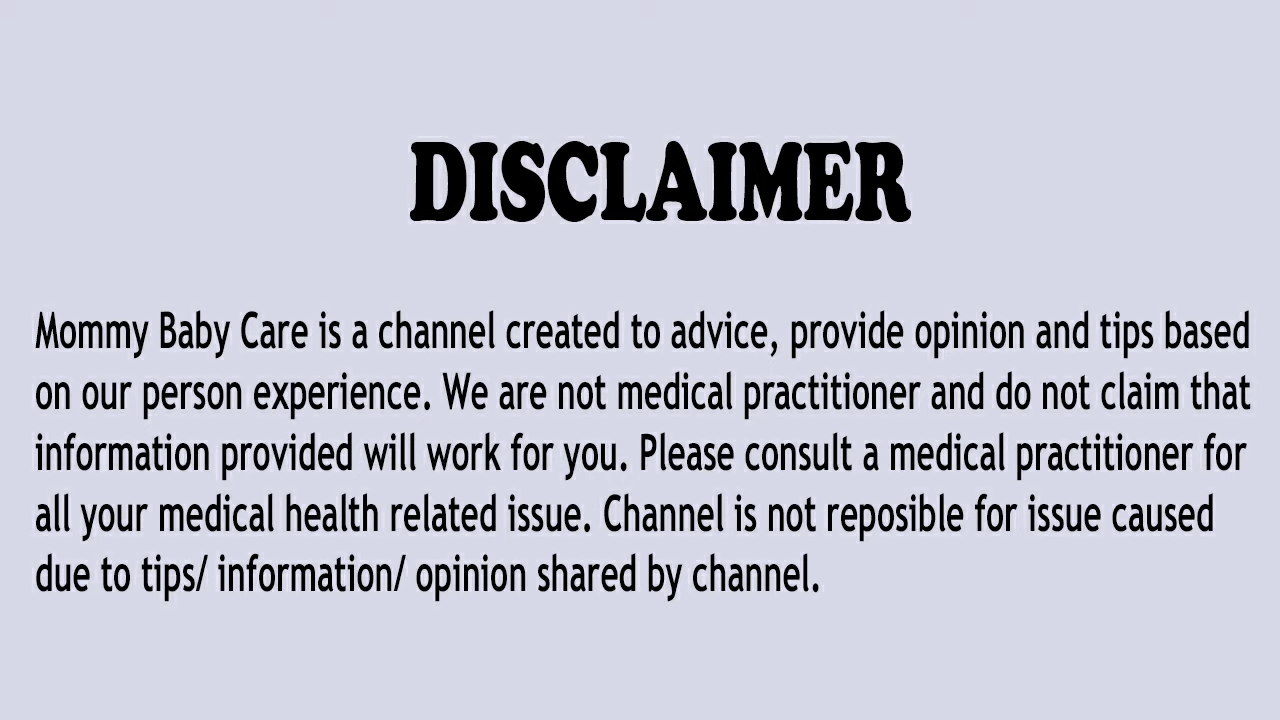 DISCLAIMER
Mommy Baby Care is a channel created to advice, provide opinion and tips based
on our person experience. We are not medical practitioner and do not claim that
information provided will work for you. Please consult a medical practitioner for
all your medical health related issue. Channel is not reposible for issue caused
due to tips/ information/ opinion shared by channel.